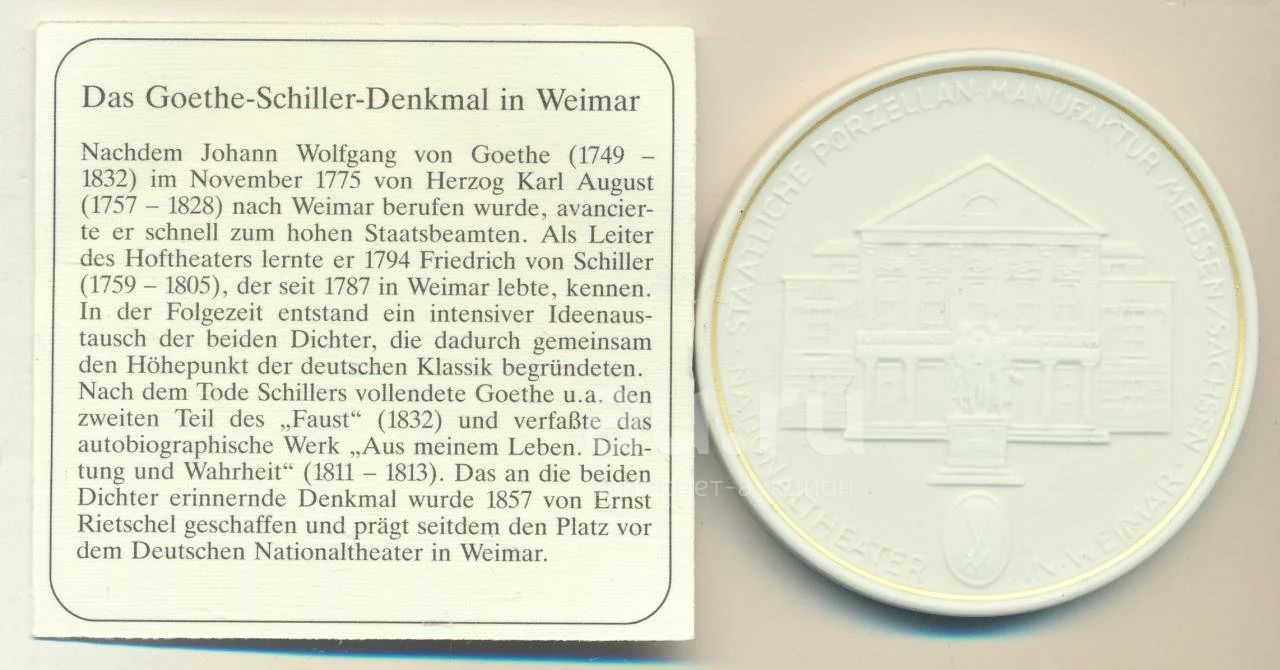 Das Goethe-Schiller-Denkmal in Weimar
Nachdem Johann Wolfgang von Goethe (1749 –
1832) im November 1775 von Herzog Karl August
(1757 – 1828) nach Weimar berufen wurde, avancier-
te er schnell zum hohen Staatsbeamten. Als Leiter
des Hoftheaters lernte er 1794 Friedrich von Schiller
(1759 – 1805), der seit 1787 in Weimar lebte, kennen.
In der Folgezeit entstand ein intensiver Ideenaus-
tausch der beiden Dichter, die dadurch gemeinsam
den Höhepunkt der deutschen Klassik begründeten.
Nach dem Tode Schillers vollendete Goethe u.a. den
zweiten Teil des „Faust“ (1832) und verfaßte das
autobiographische Werk „Aus meinem Leben. Dich-
tung und Wahrheit“ (1811 – 1813). Das an die beiden
Dichter erinnernde Denkmal wurde 1857 von Ernst
Rietschel geschaffen und prägt seitdem den Platz vor
dem Deutschen Nationaltheater in Weimar.
STAATLICHE PORZELLAN-MANUFAKTUR MEISSEN/SACHSEN
NATIONALTHEATER IN WEIMAR
.ru